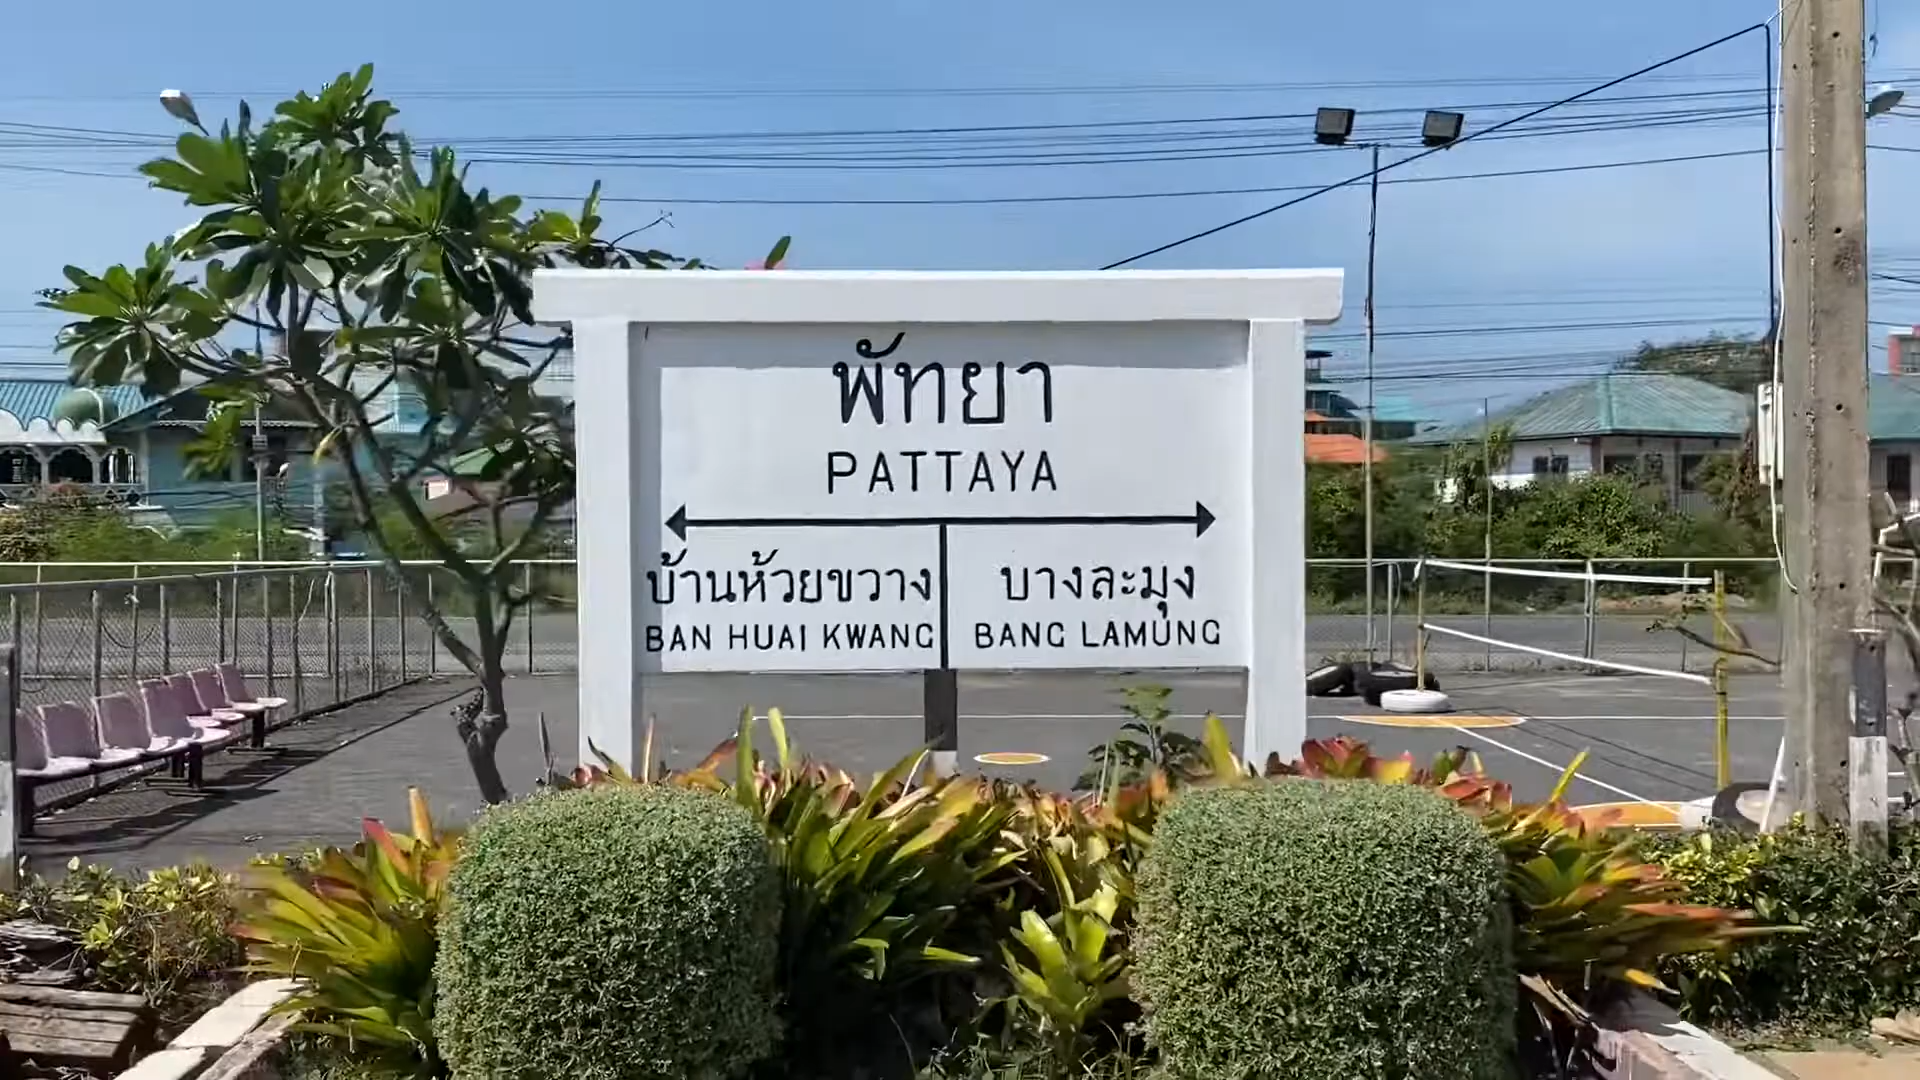 พัทยา
PATTAYA
บ้านห้วยขวาง
BAN HUAI KWANG
บางละมุง
BANG LAMUNG